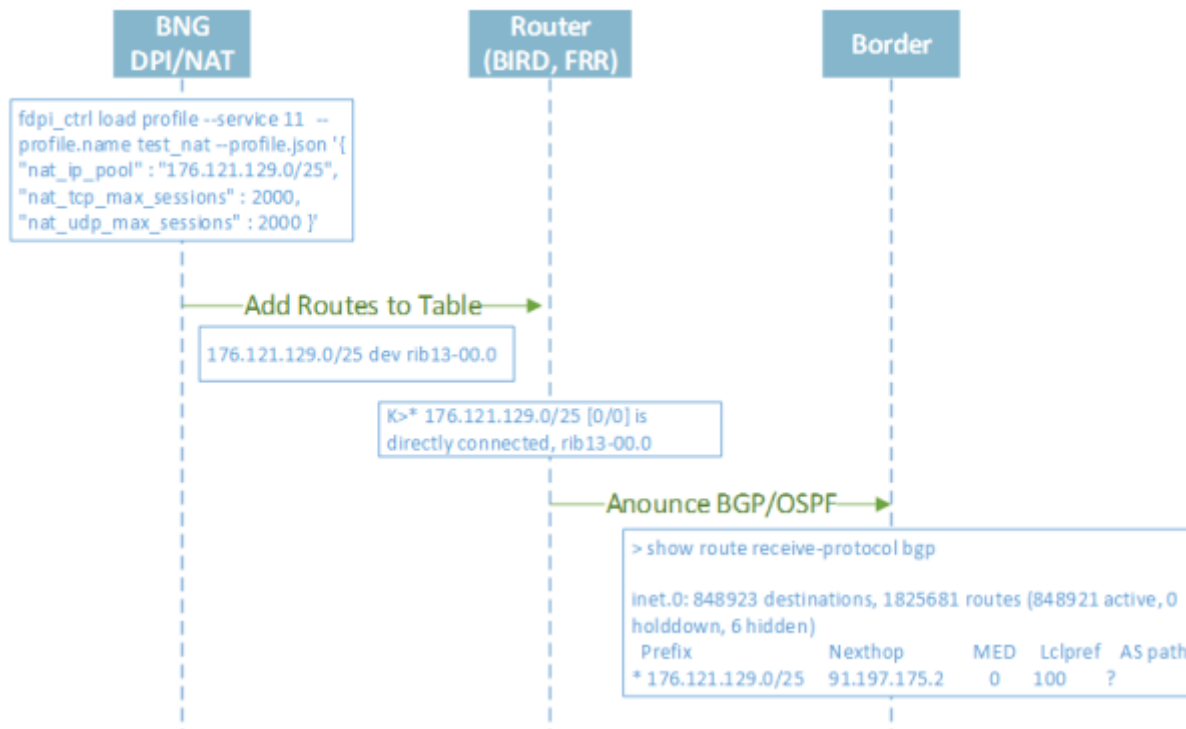 BNG
DPI/NAT
Router
(BIRD, FRR)
Border
fdpi_ctrl load profile --service 11 --
profile.name test_nat --profile.json '{
"nat_ip_pool" : "176.121.129.0/25",
"nat_tcp_max_sessions" : 2000,
"nat_udp_max_sessions" : 2000 }'
Add Routes to Table
176.121.129.0/25 dev rib13-00.0
K>* 176.121.129.0/25 [0/0] is
directly connected, rib13-00.0
Anounce BGP/OSPF
> show route receive-protocol bgp
inet.0: 848923 destinations, 1825681 routes (848921 active, 0
holddown, 6 hidden)
Prefix Nexthop MED Lclpref AS path
* 176.121.129.0/25 91.197.175.2 0 100 ?